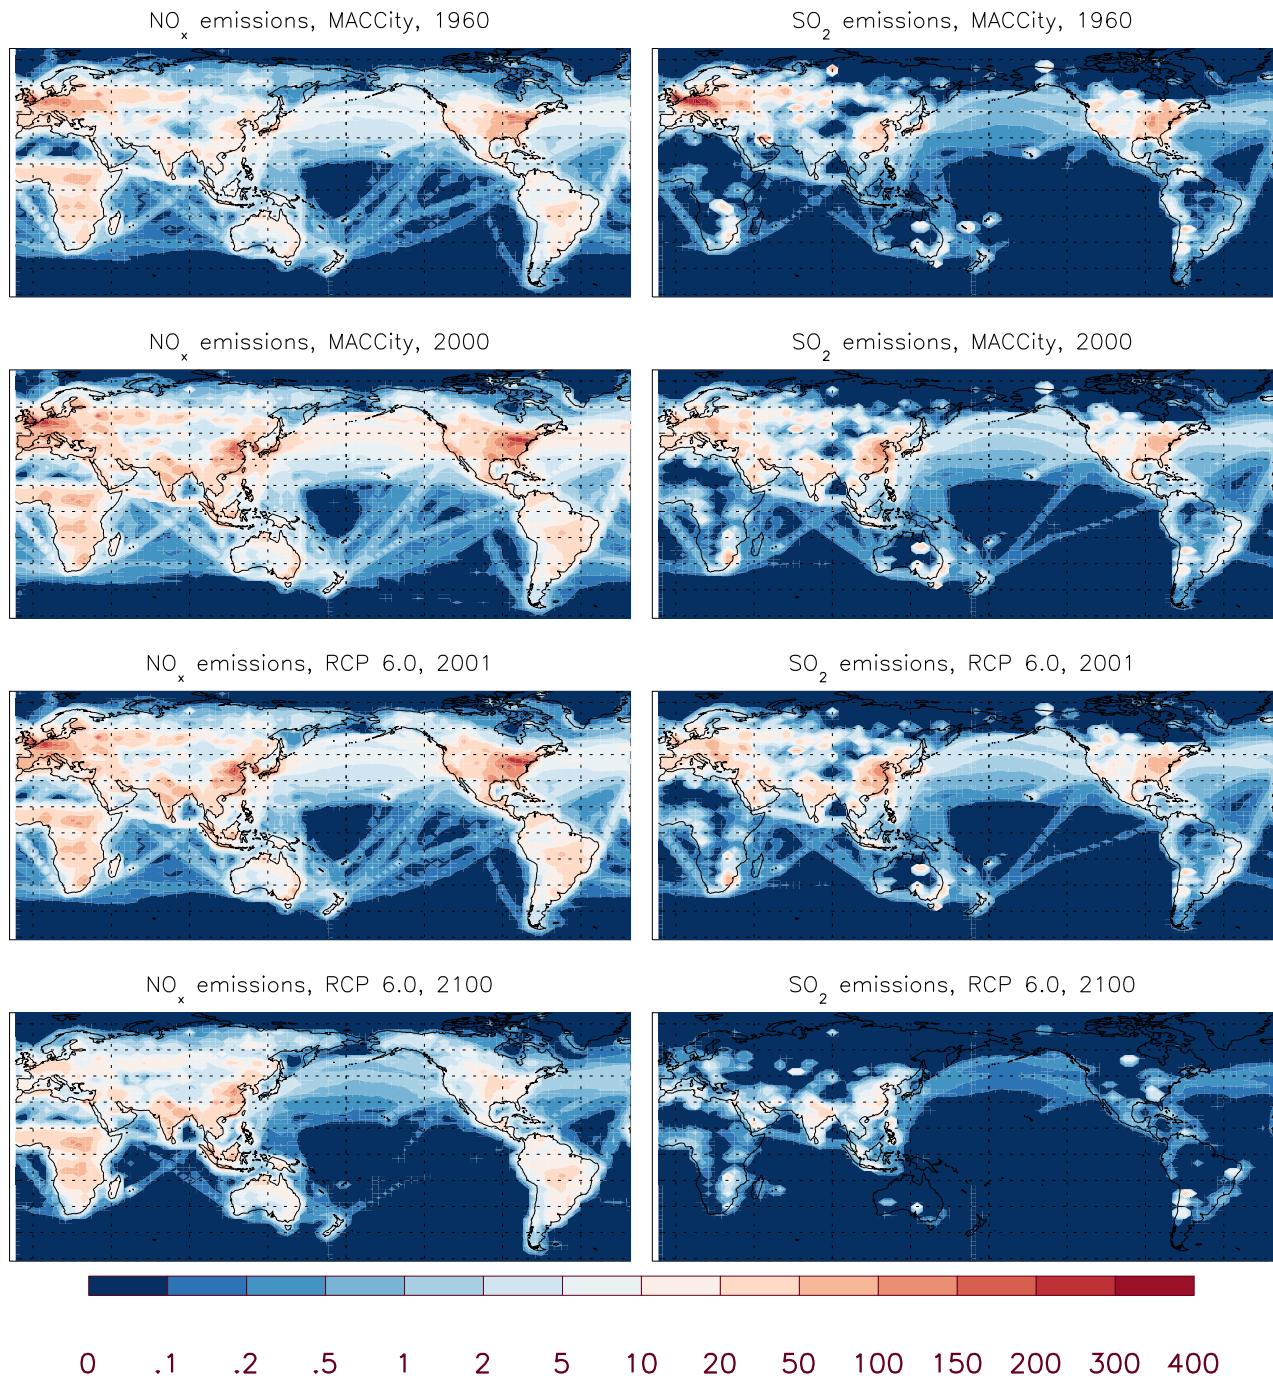 NOx emissions, MACCity, 1960
SO2 emissions, MACCity, 1960
NOx emissions, MACCity, 2000
SO2 emissions, MACCity, 2000
NOx emissions, RCP 6.0, 2001
SO2 emissions, RCP 6.0, 2001
NOx emissions, RCP 6.0, 2100
SO2 emissions, RCP 6.0, 2100
0 .1 .2 .5 1 2 5 10 20 50 100 150 200 300 400